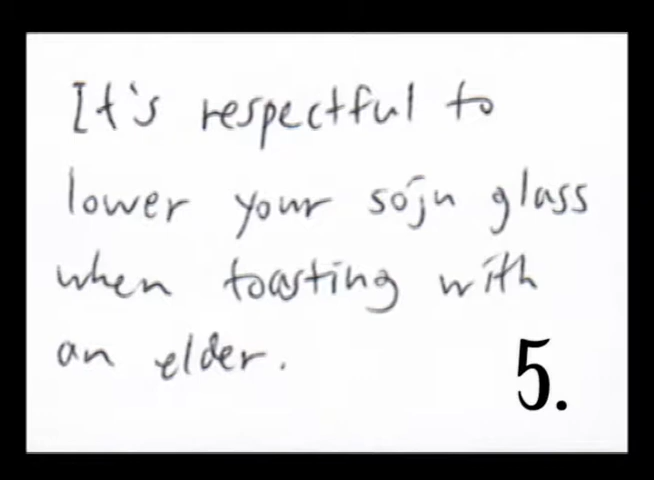 It's respectful to
lower your soju glass
when toasting with
an elder.
5.